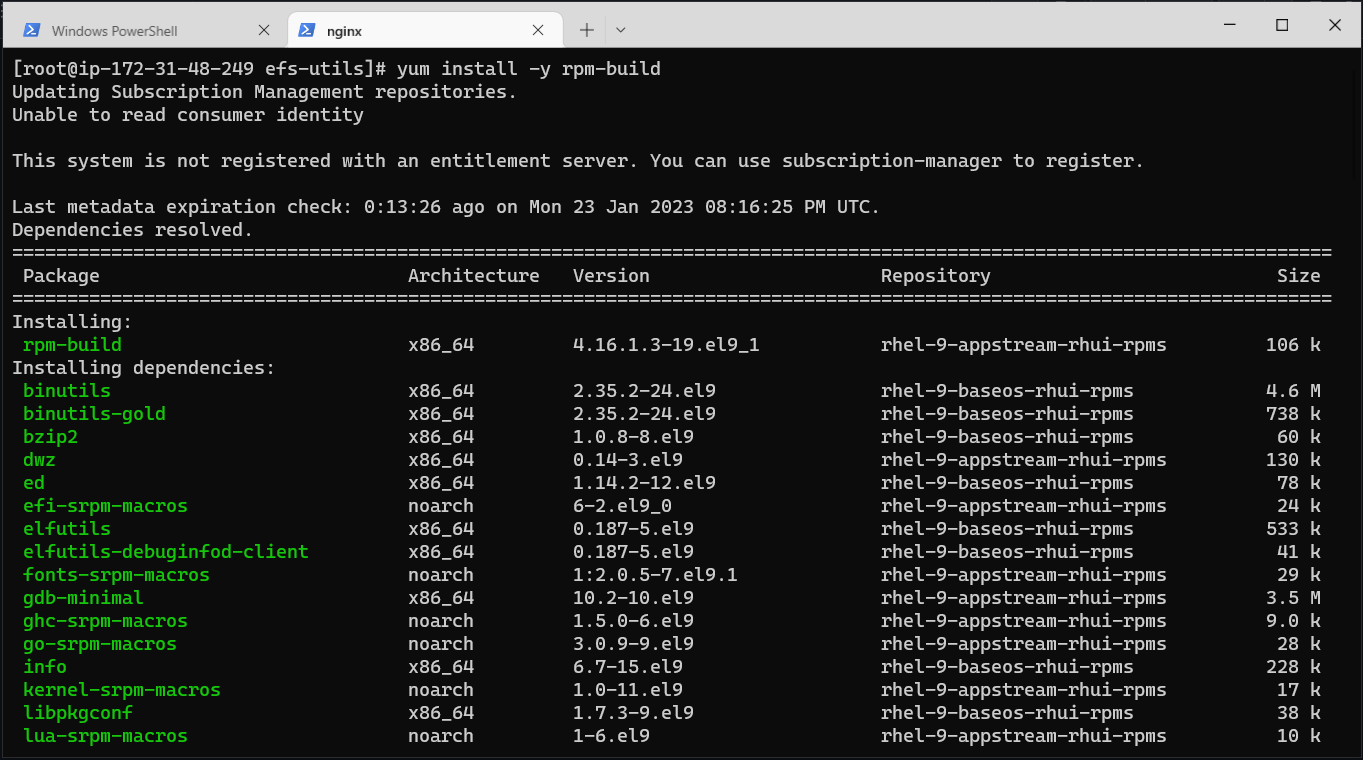 Windows PowerShell
nginx
[root@ip-172-31-48-249 efs-utils]# yum install -y rpm-build
Updating Subscription Management repositories.
Unable to read consumer identity
This system is not registered with an entitlement server. You can use subscription-manager to register.
Last metadata expiration check: 0:13:26 ago on Mon 23 Jan 2023 08:16:25 PM UTC.
Dependencies resolved.
========================================================================================================================
 Package                           Architecture   Version                     Repository                          Size
========================================================================================================================
Installing:
 rpm-build                         x86_64         4.16.1.3-19.el9_1           rhel-9-appstream-rhui-rpms         106 k
Installing dependencies:
 binutils                          x86_64         2.35.2-24.el9               rhel-9-baseos-rhui-rpms            4.6 M
 binutils-gold                     x86_64         2.35.2-24.el9               rhel-9-baseos-rhui-rpms            738 k
 bzip2                             x86_64         1.0.8-8.el9                 rhel-9-baseos-rhui-rpms             60 k
 dwz                               x86_64         0.14-3.el9                  rhel-9-appstream-rhui-rpms         130 k
 ed                                x86_64         1.14.2-12.el9               rhel-9-baseos-rhui-rpms             78 k
 efi-srpm-macros                   noarch         6-2.el9_0                   rhel-9-appstream-rhui-rpms          24 k
 elfutils                          x86_64         0.187-5.el9                 rhel-9-baseos-rhui-rpms            533 k
 elfutils-debuginfod-client        x86_64         0.187-5.el9                 rhel-9-baseos-rhui-rpms             41 k
 fonts-srpm-macros                 noarch         1:2.0.5-7.el9.1             rhel-9-appstream-rhui-rpms          29 k
 gdb-minimal                       x86_64         10.2-10.el9                 rhel-9-appstream-rhui-rpms         3.5 M
 ghc-srpm-macros                   noarch         1.5.0-6.el9                 rhel-9-appstream-rhui-rpms         9.0 k
 go-srpm-macros                    noarch         3.0.9-9.el9                 rhel-9-appstream-rhui-rpms          28 k
 info                              x86_64         6.7-15.el9                  rhel-9-baseos-rhui-rpms            228 k
 kernel-srpm-macros                noarch         1.0-11.el9                  rhel-9-appstream-rhui-rpms          17 k
 libpkgconf                        x86_64         1.7.3-9.el9                 rhel-9-baseos-rhui-rpms             38 k
 lua-srpm-macros                   noarch         1-6.el9                     rhel-9-appstream-rhui-rpms          10 k